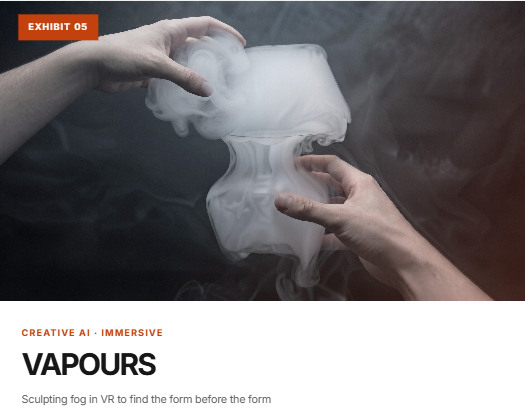 EXHIBIT 05
CREATIVE AI · IMMERSIVE
VAPOURS
Sculpting fog in VR to find the form before the form